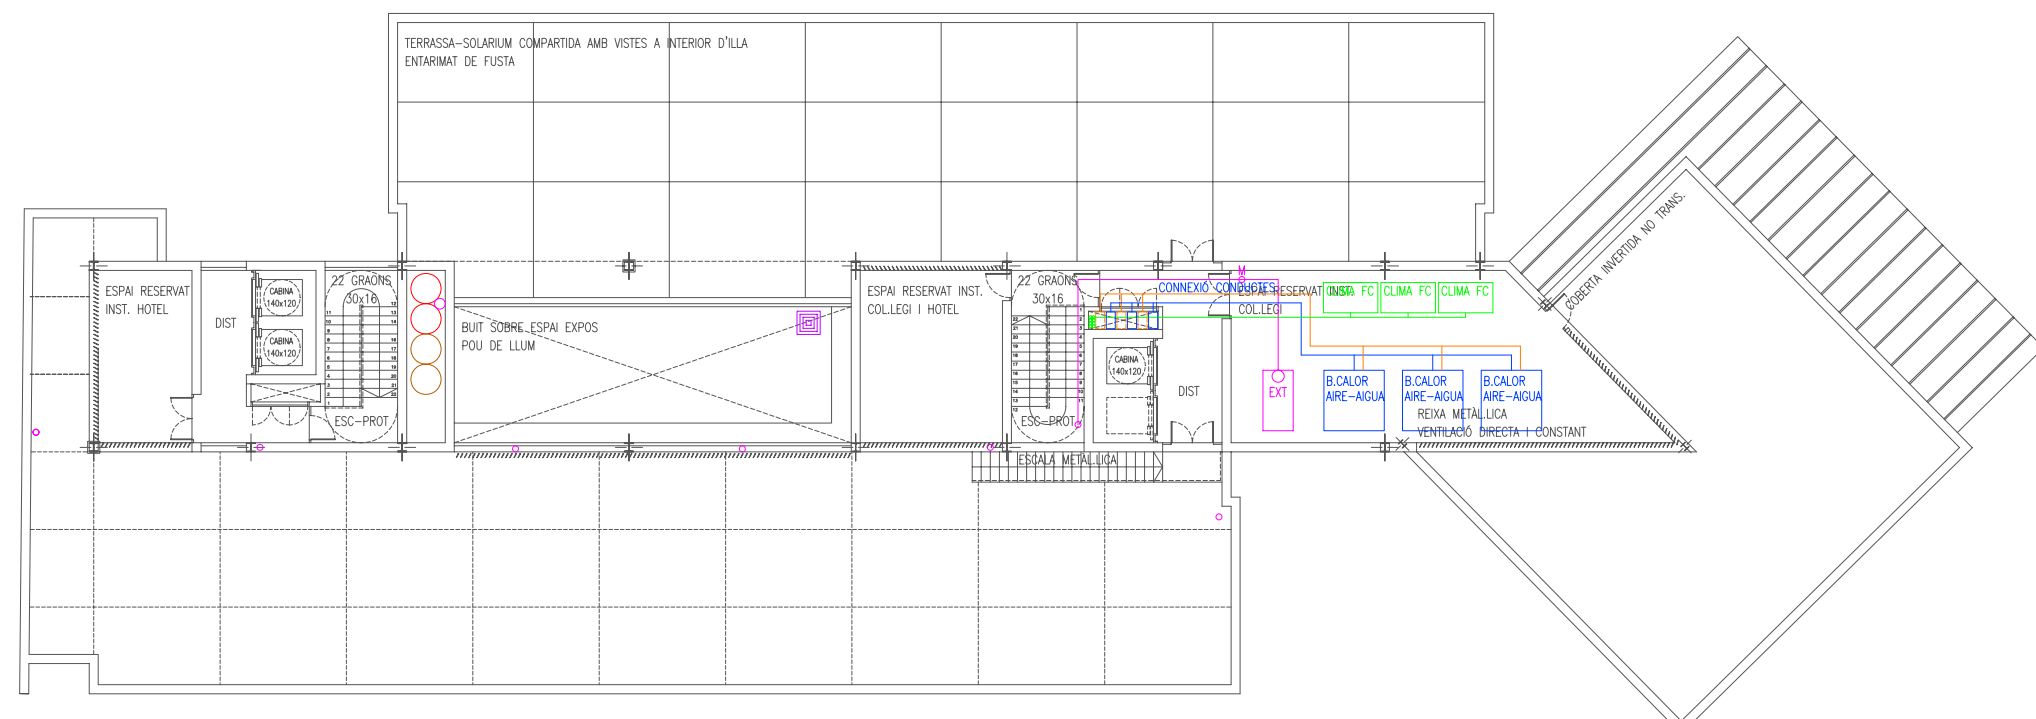 TERRASSA-SOLARIUM COMPARTIDA AMB VISTES A INTERIOR D'ILLA
ENTARIMAT DE FUSTA
COBERTA INVERTIDA NO TRANS.
ESPAI RESERVAT
INST. HOTEL
DIST
CABINA
140x120
CABINA
140x120
22 GRAONS
30x16
ESC-PROT
BUIT SOBRE ESPAI EXPOS
POU DE LLUM
ESPAI RESERVAT INST.
COL.LEGI I HOTEL
22 GRAONS
30x16
ESC-PROT
CONNEXIÓ CONDUCTES
CABINA
140x120
DIST
M
ESPAI RESERVAT INST.
COL.LEGI
CLIMA FC
CLIMA FC
CLIMA FC
EXT
B.CALOR
AIRE-AIGUA
B.CALOR
AIRE-AIGUA
B.CALOR
AIRE-AIGUA
REIXA METÀL.LICA
VENTILACIÓ DIRECTA I CONSTANT
ESCALA METÀL.LICA